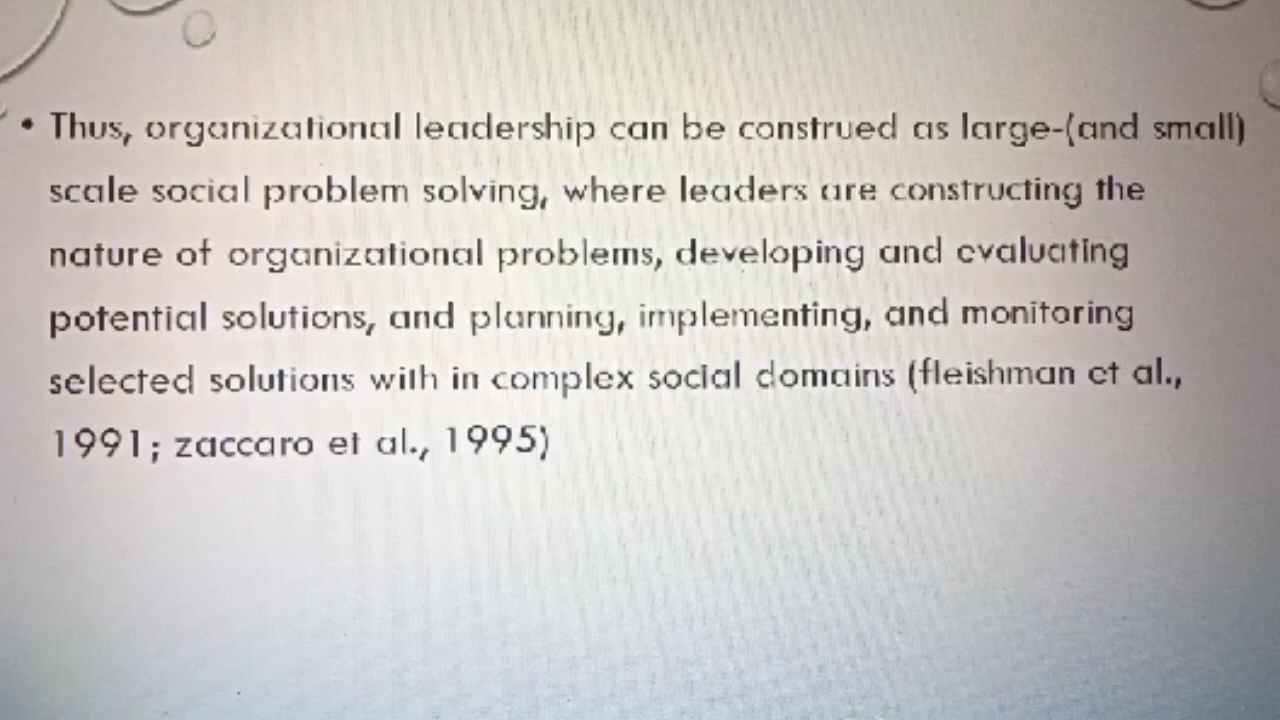 • Thus, organizational leadership can be construed as large-(and small)
scale social problem solving, where leaders are constructing the
nature of organizational problems, developing and evaluating
potential solutions, and planning, implementing, and monitoring
selected solutions with in complex social domains (fleishman et al.,
1991; zaccaro et al., 1995)